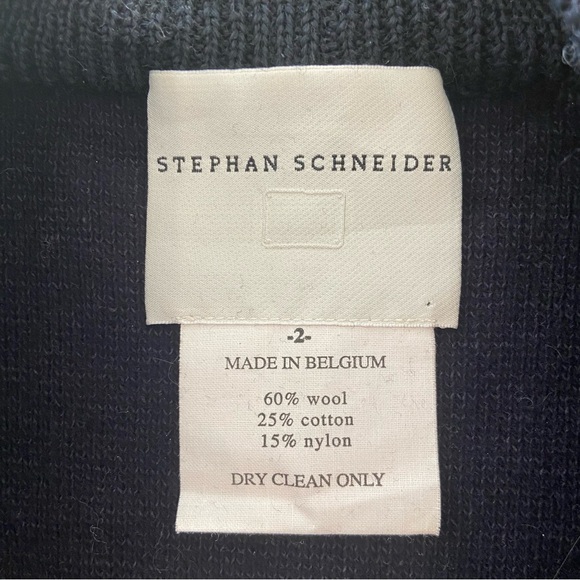 STEPHAN SCHNEIDER
-2-
MADE IN BELGIUM
60% wool
25% cotton
15% nylon
DRY CLEAN ONLY